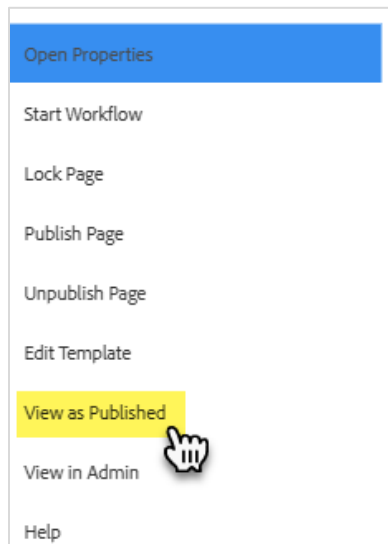 Open Properties
Start Workflow
Lock Page
Publish Page
Unpublish Page
Edit Template
View as Published
View in Admin
Help